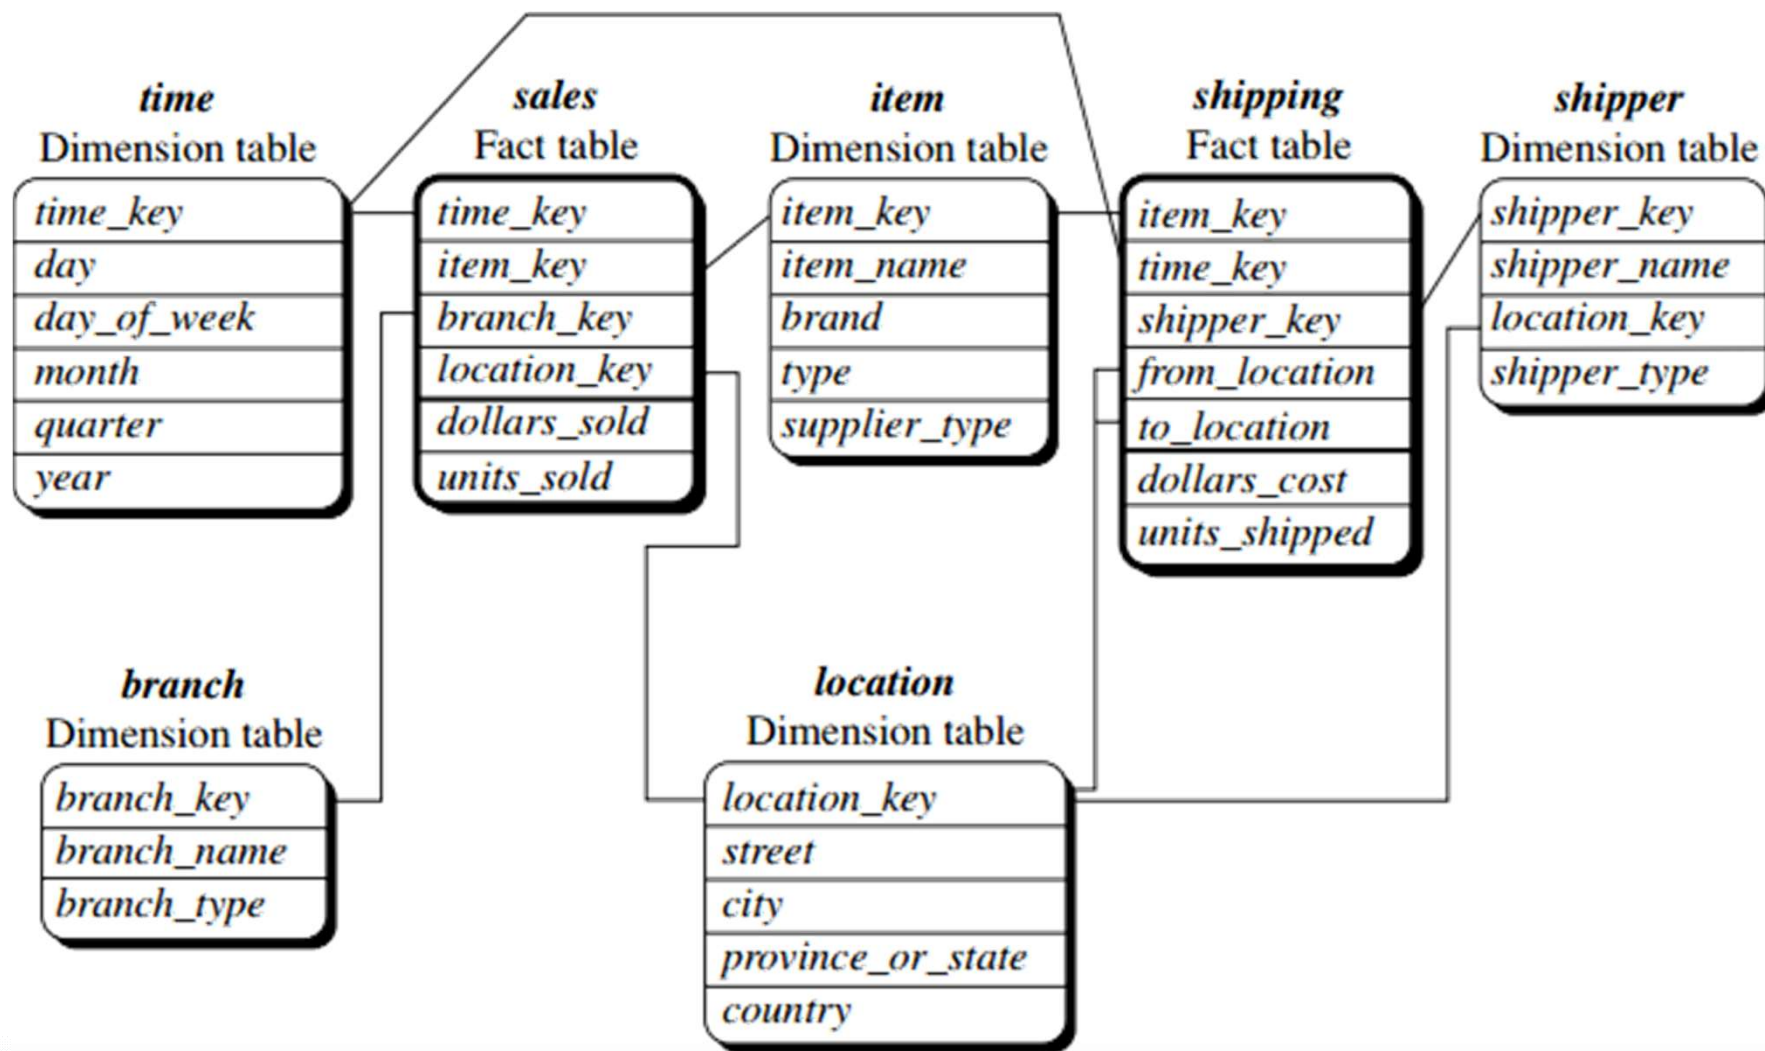 time
Dimension table
time_key
day
day_of_week
month
quarter
year
sales
Fact table
time_key
item_key
branch_key
location_key
dollars_sold
units_sold
item
Dimension table
item_key
item_name
brand
type
supplier_type
shipping
Fact table
item_key
time_key
shipper_key
from_location
to_location
dollars_cost
units_shipped
shipper
Dimension table
shipper_key
shipper_name
location_key
shipper_type
branch
Dimension table
branch_key
branch_name
branch_type
location
Dimension table
location_key
street
city
province_or_state
country